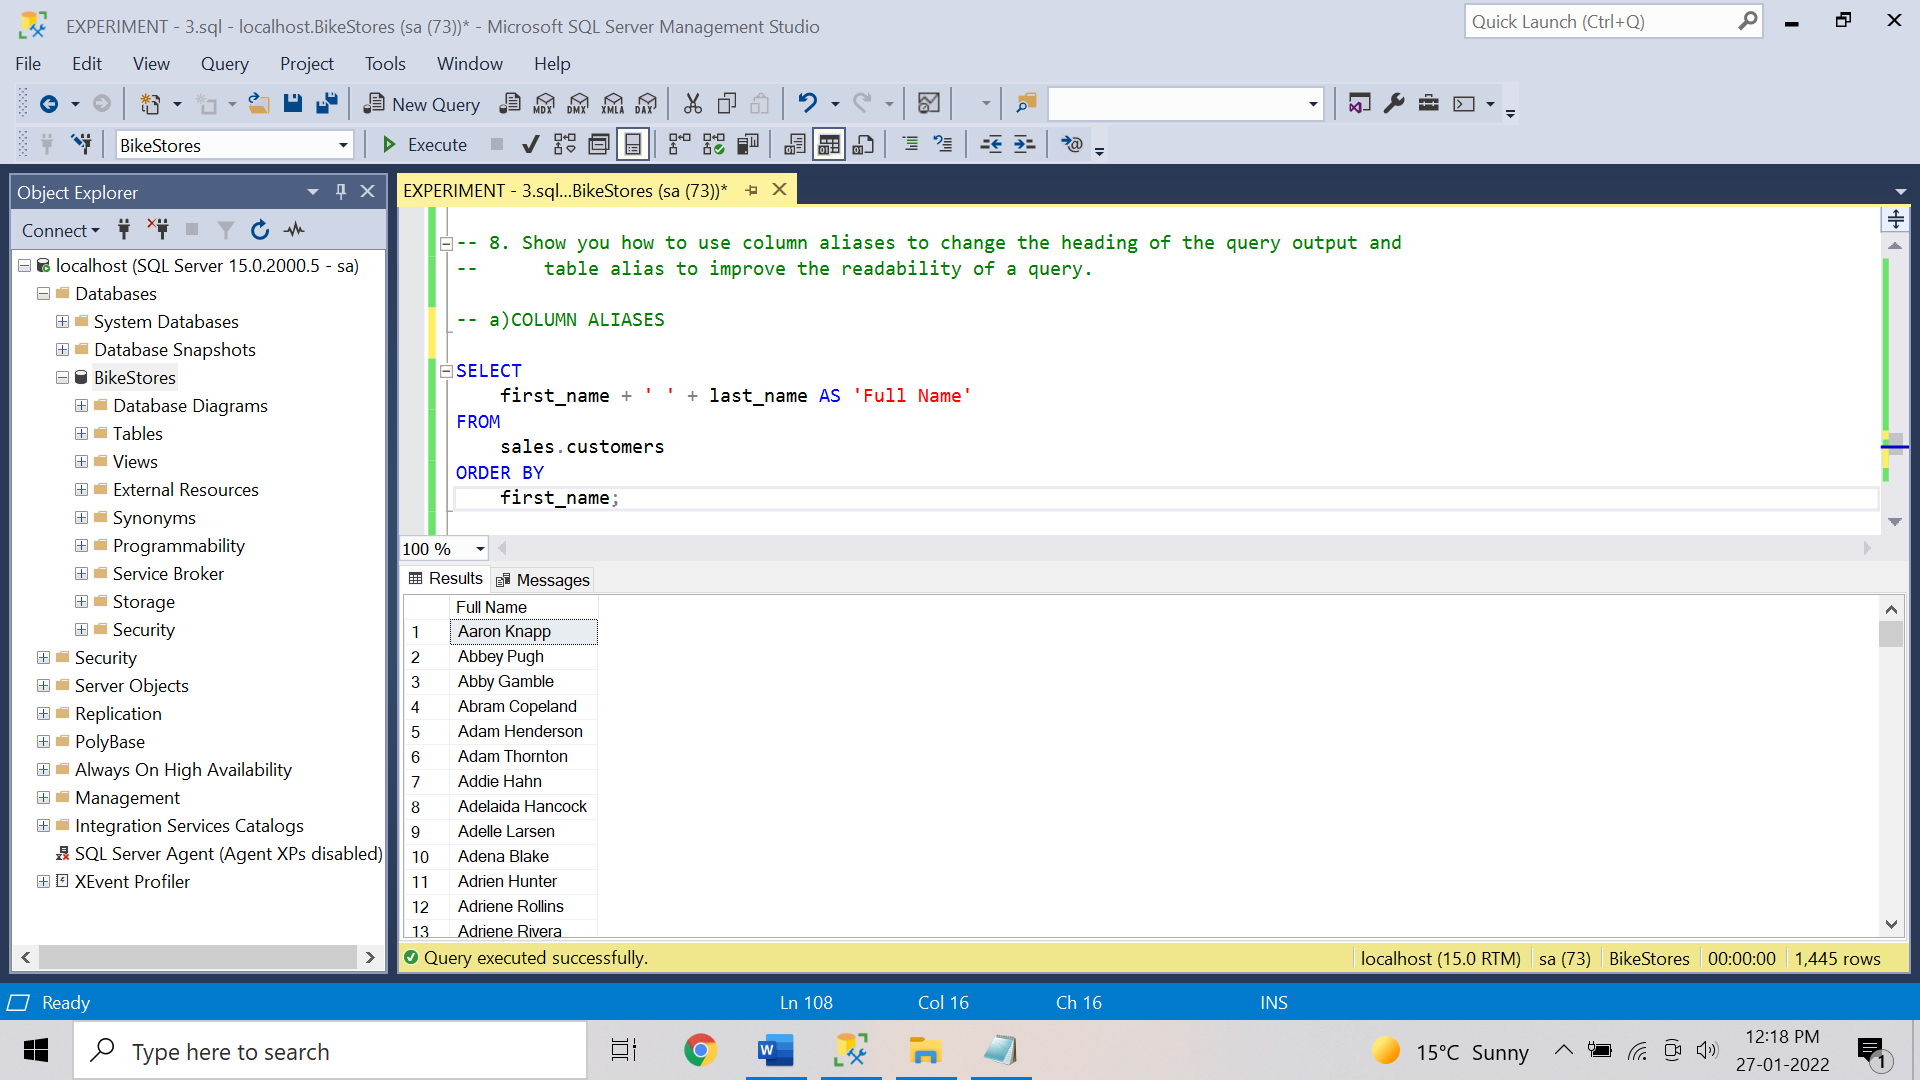 EXPERIMENT - 3.sql - localhost.BikeStores (sa (73))* - Microsoft SQL Server Management Studio
Quick Launch (Ctrl+Q)
File Edit View Query Project Tools Window Help
New Query MDX DMX XMLA DAX
BikeStores Execute
Object Explorer
Connect
localhost (SQL Server 15.0.2000.5 - sa)
Databases
System Databases
Database Snapshots
BikeStores
Database Diagrams
Tables
Views
External Resources
Synonyms
Programmability
Service Broker
Storage
Security
Security
Server Objects
Replication
PolyBase
Always On High Availability
Management
Integration Services Catalogs
SQL Server Agent (Agent XPs disabled)
XEvent Profiler
EXPERIMENT - 3.sql...BikeStores (sa (73))*
-- 8. Show you how to use column aliases to change the heading of the query output and
-- table alias to improve the readability of a query.
-- a)COLUMN ALIASES
SELECT
first_name + ' ' + last_name AS 'Full Name'
FROM
sales.customers
ORDER BY
first_name;
100 %
Results Messages
Full Name
1 Aaron Knapp
2 Abbey Pugh
3 Abby Gamble
4 Abram Copeland
5 Adam Henderson
6 Adam Thornton
7 Addie Hahn
8 Adelaida Hancock
9 Adelle Larsen
10 Adena Blake
11 Adrien Hunter
12 Adriene Rollins
13 Adriene Rivera
Query executed successfully. localhost (15.0 RTM) sa (73) BikeStores 00:00:00 1,445 rows
Ready Ln 108 Col 16 Ch 16 INS
Type here to search
W
15°C Sunny
12:18 PM
27-01-2022
1